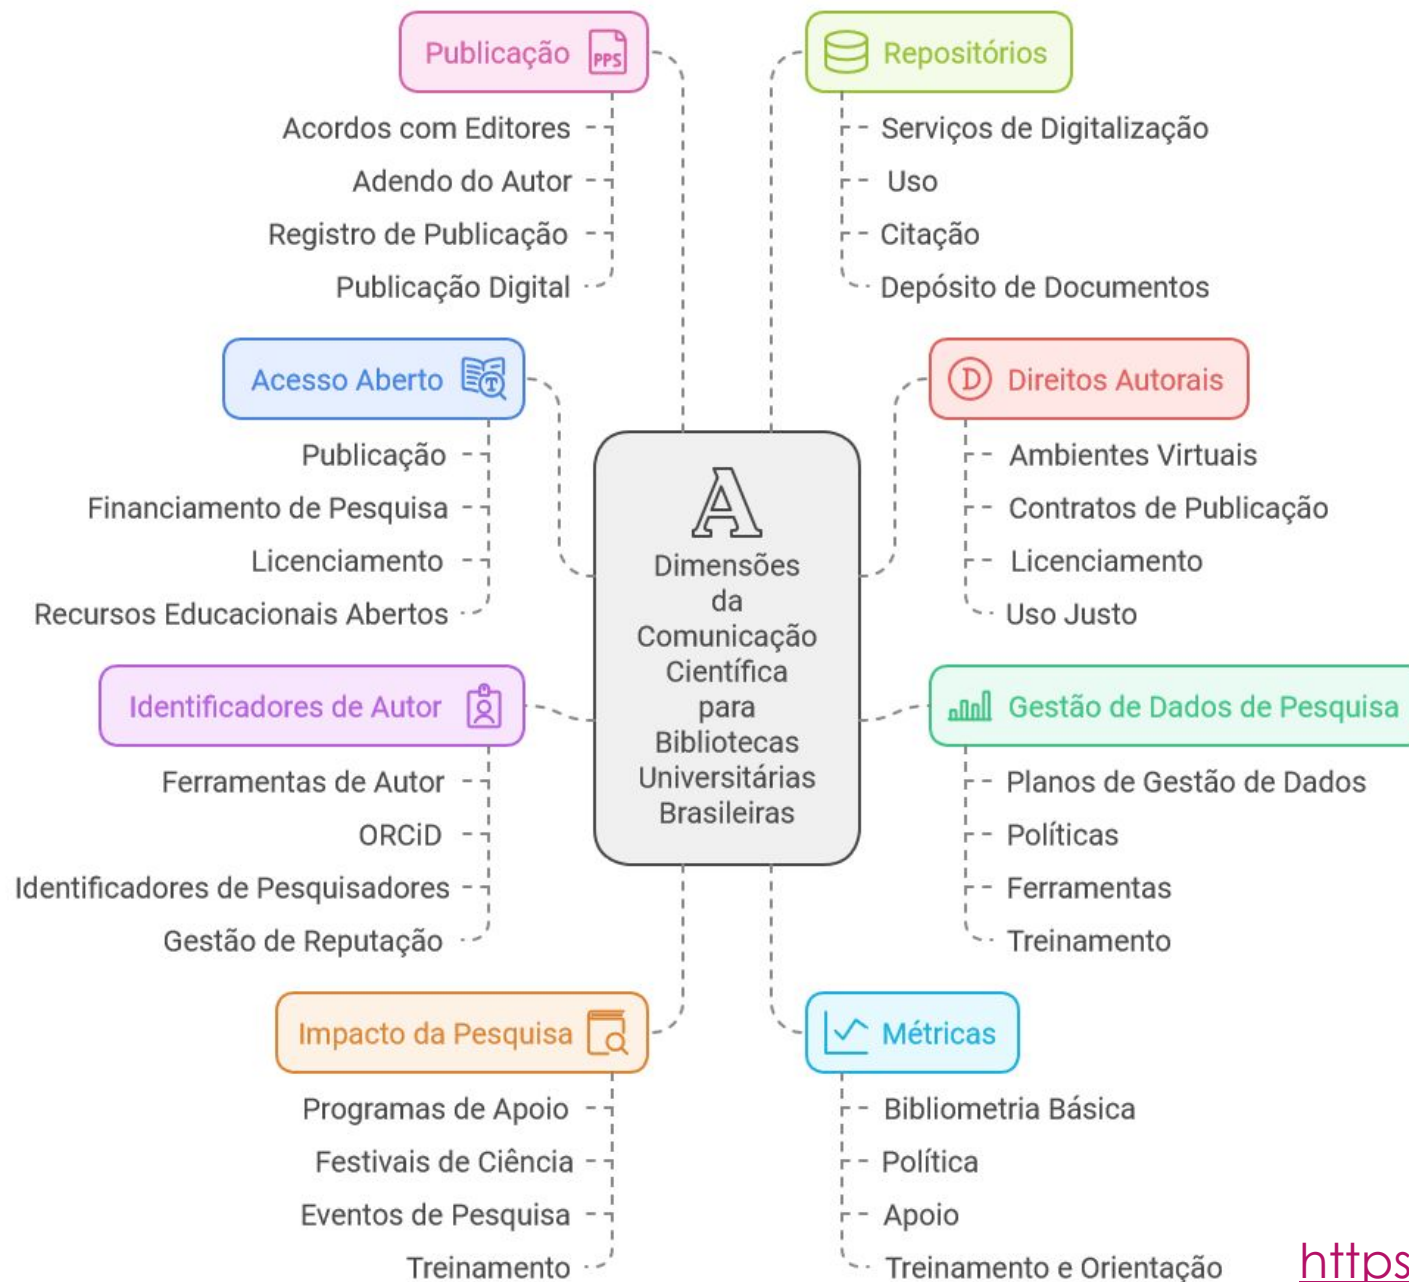 Publicação
PPS
Acordos com Editores
Adendo do Autor
Registro de Publicação
Publicação Digital
Repositórios
Serviços de Digitalização
Uso
Citação
Depósito de Documentos
Acesso Aberto
T
Publicação
Financiamento de Pesquisa
Licenciamento
Recursos Educacionais Abertos
D
Direitos Autorais
Ambientes Virtuais
Contratos de Publicação
Licenciamento
Uso Justo
A
Dimensões
da
Comunicação
Científica
para
Bibliotecas
Universitárias
Brasileiras
Identificadores de Autor
Ferramentas de Autor
ORCiD
Identificadores de Pesquisadores
Gestão de Reputação
Gestão de Dados de Pesquisa
Planos de Gestão de Dados
Políticas
Ferramentas
Treinamento
Impacto da Pesquisa
Programas de Apoio
Festivais de Ciência
Eventos de Pesquisa
Treinamento
Métricas
Bibliometria Básica
Política
Apoio
Treinamento e Orientação
https